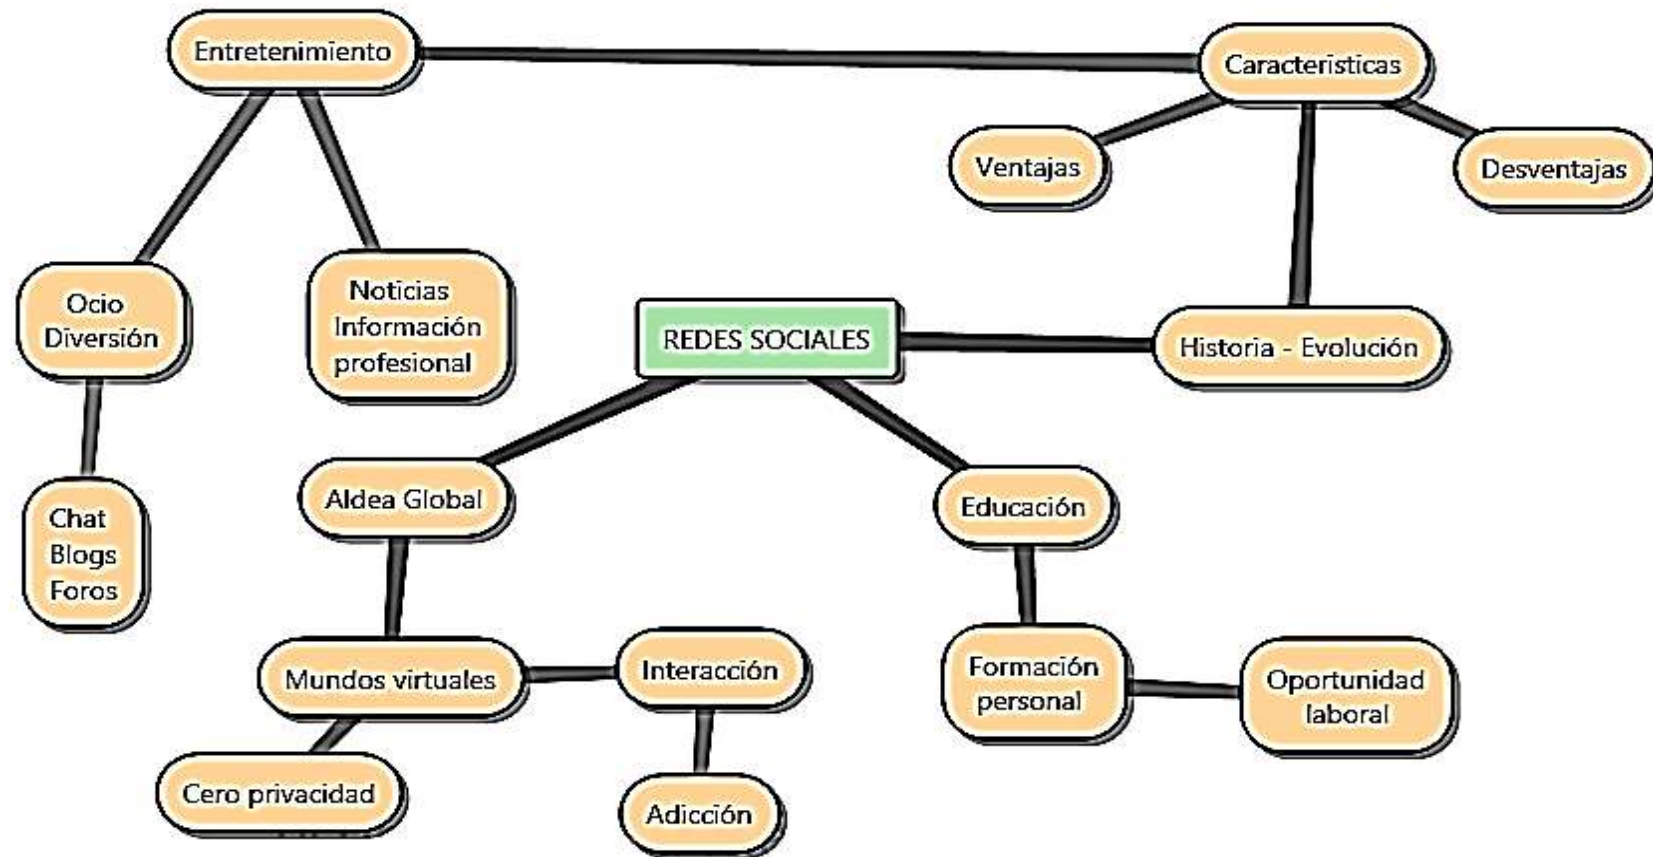 Entretenimiento
Caracteristicas
Ventajas
Desventajas
Ocio
Diversión
Noticias
Información
profesional
REDES SOCIALES
Historia - Evolución
Aldea Global
Educación
Chat
Blogs
Foros
Mundos virtuales
Interacción
Formación
personal
Oportunidad
laboral
Cero privacidad
Adicción